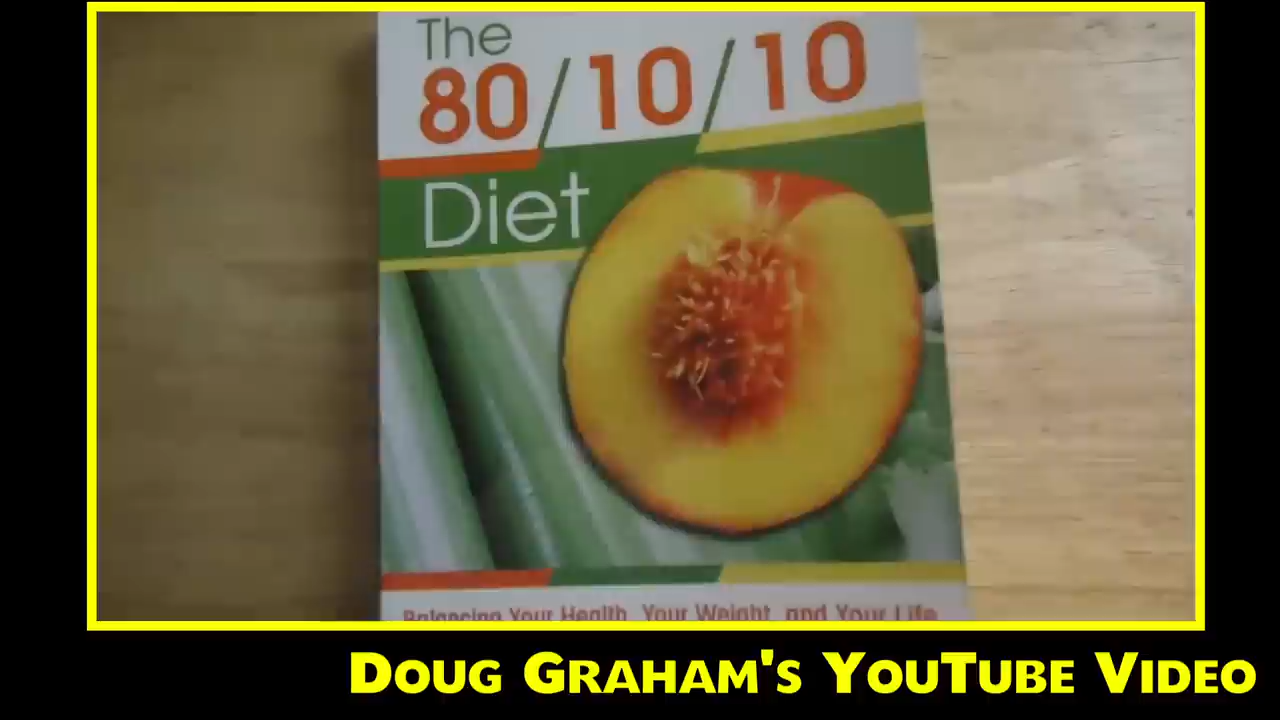 The
80/10/10
Diet
Balancing Your Health, Your Weight, and Your Life
DOUG GRAHAM'S YOUTUBE VIDEO